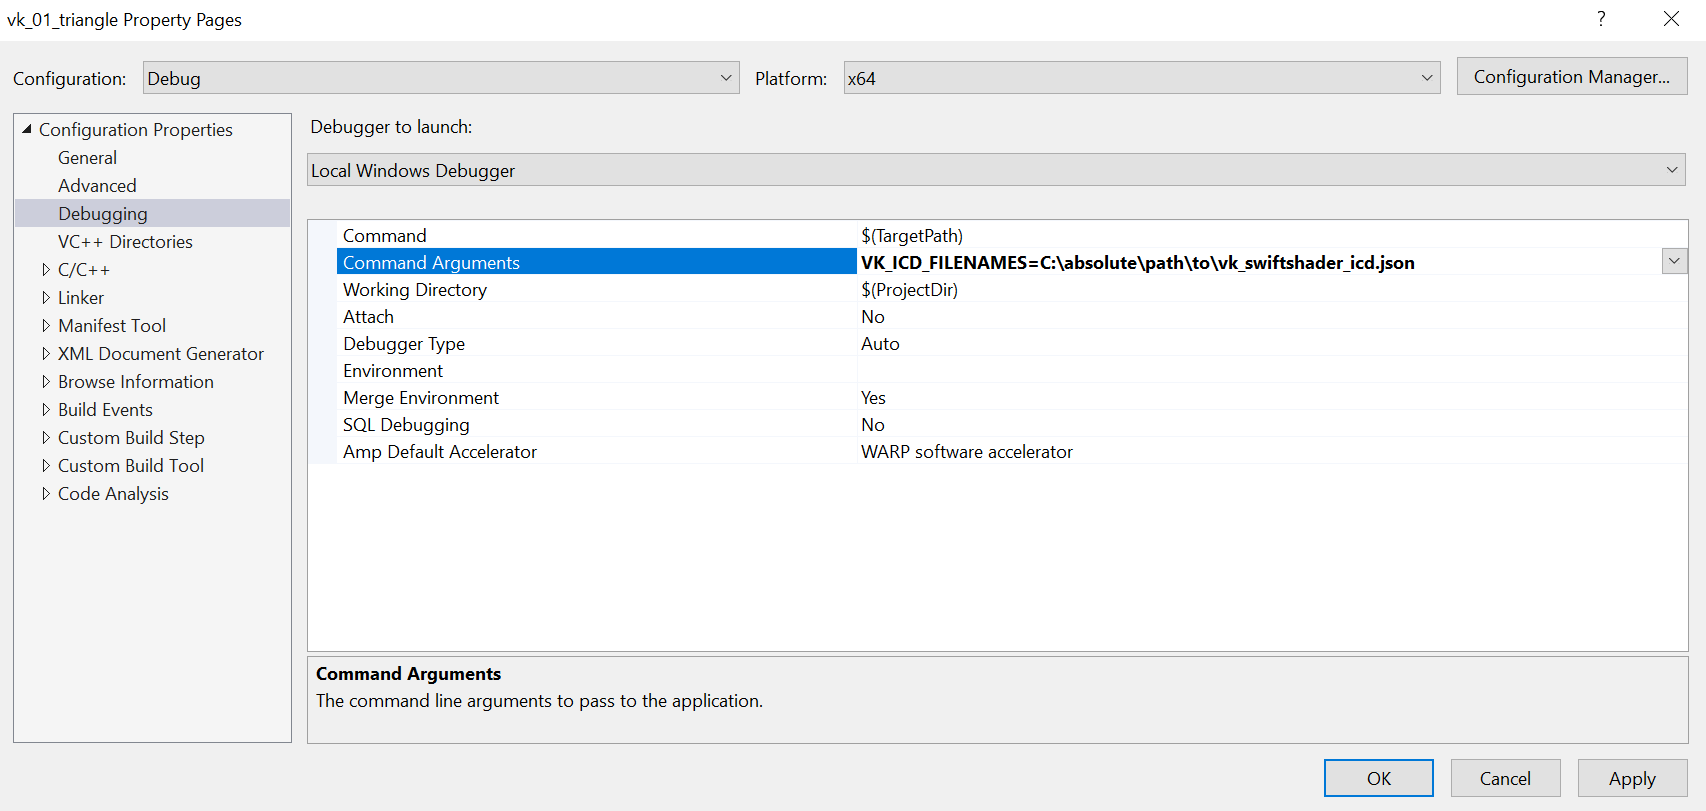 vk_01_triangle Property Pages
?
Configuration: Debug Platform: x64 Configuration Manager...
Configuration Properties
General
Advanced
Debugging
VC++ Directories
C/C++
Linker
Manifest Tool
XML Document Generator
Browse Information
Build Events
Custom Build Step
Custom Build Tool
Code Analysis
Debugger to launch:
Local Windows Debugger
Command $(TargetPath)
Command Arguments VK_ICD_FILENAMES=C:\absolute\path\to\vk_swiftshader_icd.json
Working Directory $(ProjectDir)
Attach No
Debugger Type Auto
Environment
Merge Environment Yes
SQL Debugging No
Amp Default Accelerator WARP software accelerator
Command Arguments
The command line arguments to pass to the application.
OK Cancel Apply